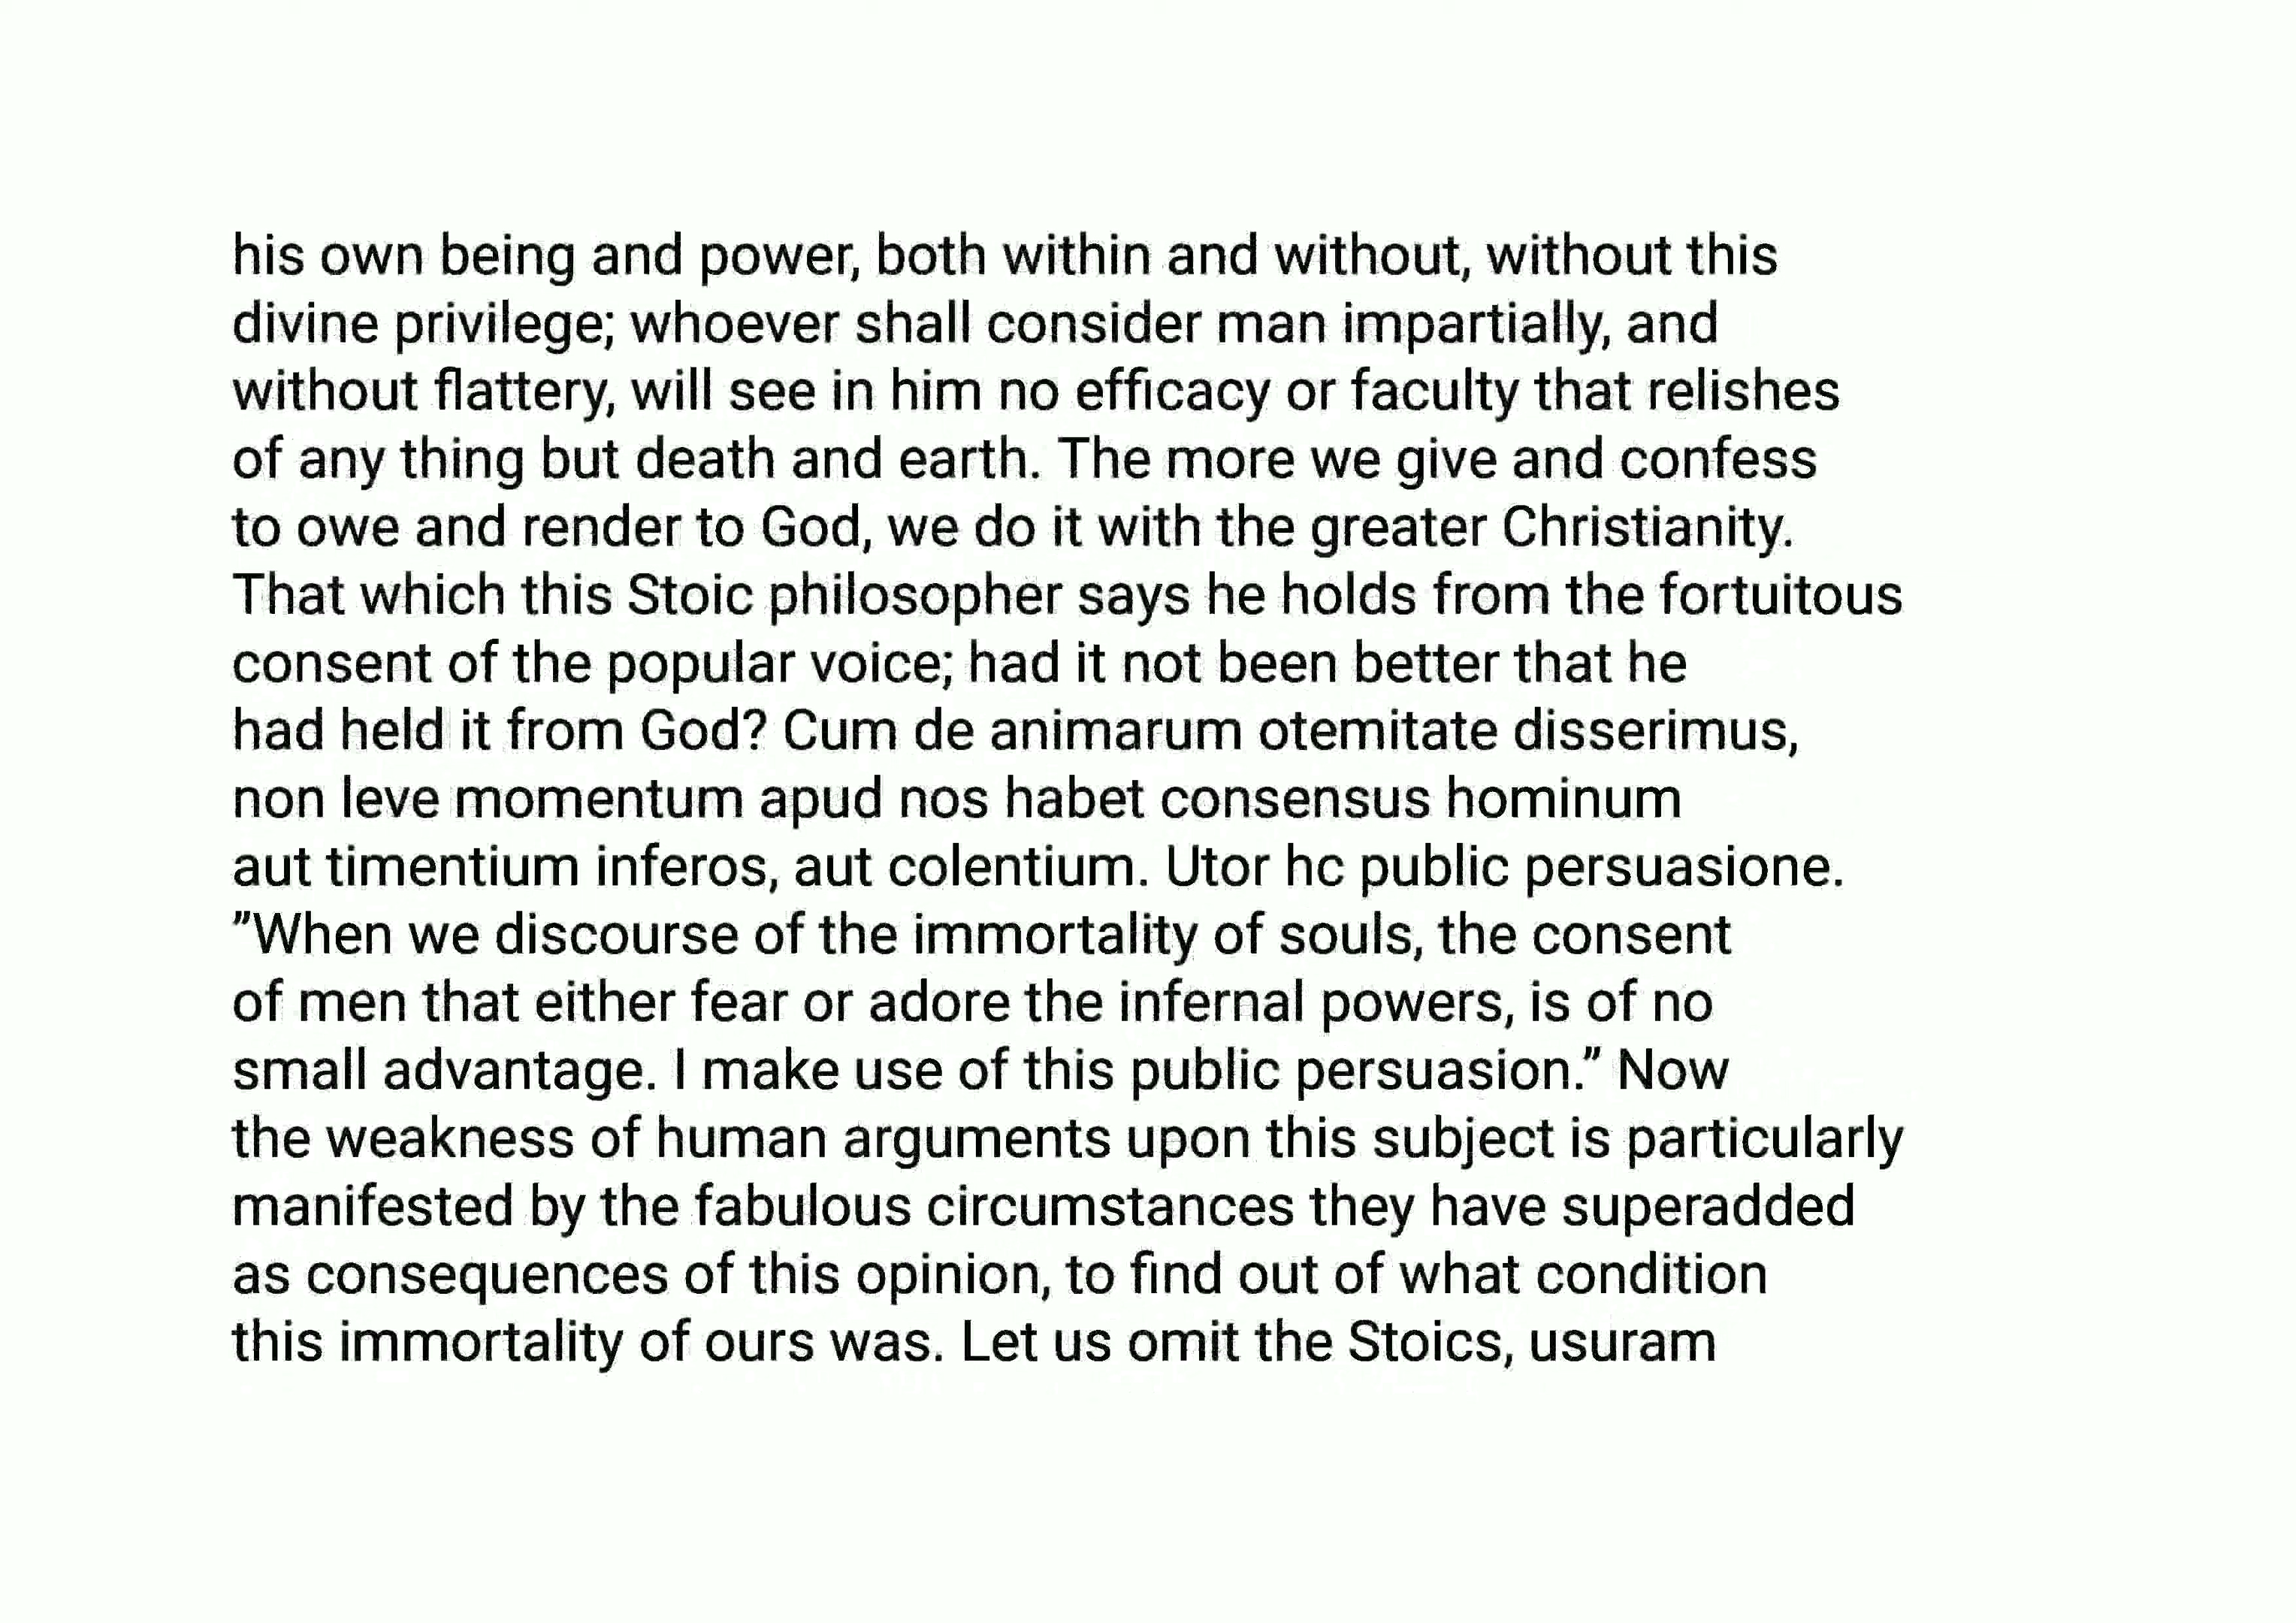 his own being and power, both within and without, without this
divine privilege; whoever shall consider man impartially, and
without flattery, will see in him no efficacy or faculty that relishes
of any thing but death and earth. The more we give and confess
to owe and render to God, we do it with the greater Christianity.
That which this Stoic philosopher says he holds from the fortuitous
consent of the popular voice; had it not been better that he
had held it from God? Cum de animarum otemitate disserimus,
non leve momentum apud nos habet consensus hominum
aut timentium inferos, aut colentium. Utor hc public persuasione.
"When we discourse of the immortality of souls, the consent
of men that either fear or adore the infernal powers, is of no
small advantage. I make use of this public persuasion." Now
the weakness of human arguments upon this subject is particularly
manifested by the fabulous circumstances they have superadded
as consequences of this opinion, to find out of what condition
this immortality of ours was. Let us omit the Stoics, usuram